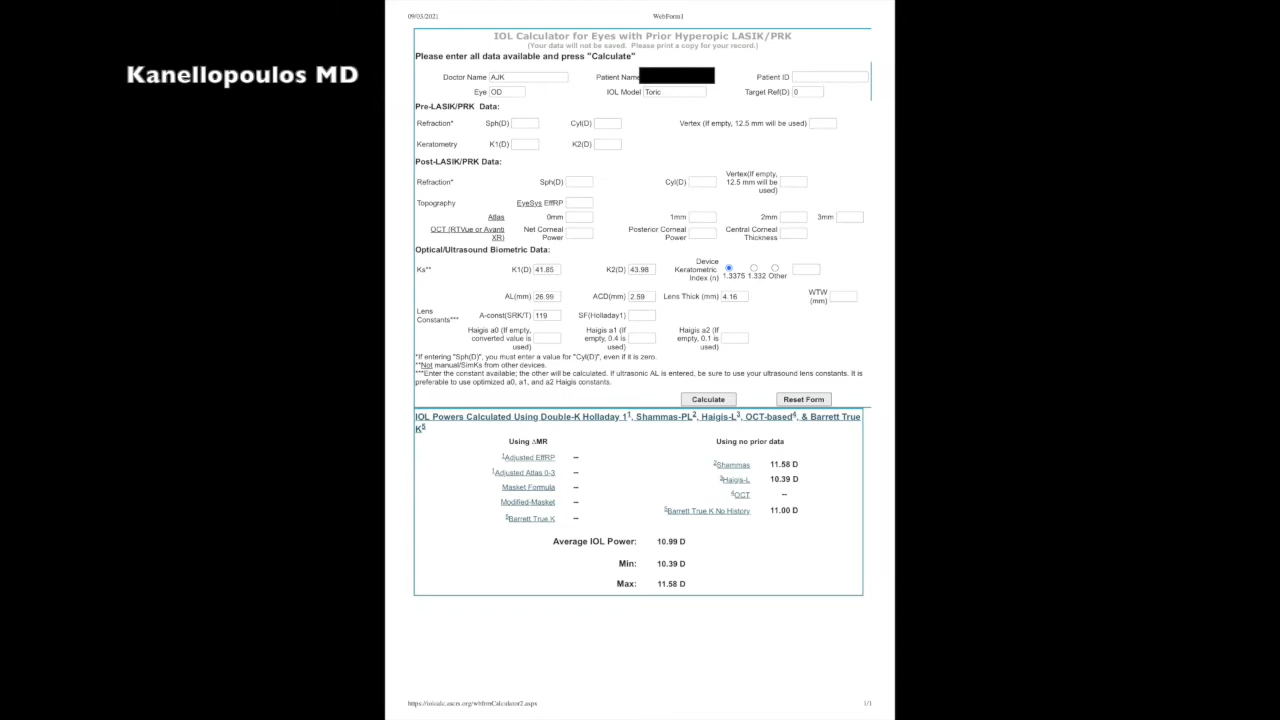 09/03/2021 WebForm1
Kanellopoulos MD
IOL Calculator for Eyes with Prior Hyperopic LASIK/PRK
(Your data will not be saved. Please print a copy for your record.)
Please enter all data available and press "Calculate"
Doctor Name AJK Patient Name Patient ID
Eye OD IOL Model Toric Target Ref(D) 0
Pre-LASIK/PRK Data:
Refraction* Sph(D) Cyl(D) Vertex (If empty, 12.5 mm will be used)
Keratometry K1(D) K2(D)
Post-LASIK/PRK Data:
Refraction* Sph(D) Cyl(D) Vertex(If empty, 12.5 mm will be used)
Topography EyeSys EffRP
Atlas 0mm 1mm 2mm 3mm
OCT (RTVue or Avanti XR) Net Corneal Power Posterior Corneal Power Central Corneal Thickness
Optical/Ultrasound Biometric Data:
Ks** K1(D) 41.85 K2(D) 43.98 Device Keratometric Index (n) 1.3375 1.332 Other
AL(mm) 26.99 ACD(mm) 2.59 Lens Thick (mm) 4.16 WTW (mm)
Lens Constants*** A-const(SRK/T) 119 SF(Holladay1)
Haigis a0 (If empty, converted value is used) Haigis a1 (If empty, 0.4 is used) Haigis a2 (If empty, 0.1 is used)
*If entering "Sph(D)", you must enter a value for "Cyl(D)", even if it is zero.
**Not manual/SimKs from other devices.
***Enter the constant available; the other will be calculated. If ultrasonic AL is entered, be sure to use your ultrasound lens constants. It is
preferable to use optimized a0, a1, and a2 Haigis constants.
Calculate Reset Form
IOL Powers Calculated Using Double-K Holladay 1¹, Shammas-PL², Haigis-L³, OCT-based⁴, & Barrett True
K⁵
Using ΔMR Using no prior data
¹Adjusted EffRP -- ²Shammas 11.58 D
¹Adjusted Atlas 0-3 -- ³Haigis-L 10.39 D
Masket Formula -- ⁴OCT --
Modified-Masket -- ⁵Barrett True K No History 11.00 D
⁵Barrett True K --
Average IOL Power: 10.99 D
Min: 10.39 D
Max: 11.58 D
https://iolcalc.ascrs.org/wbfrmCalculator2.aspx 1/1